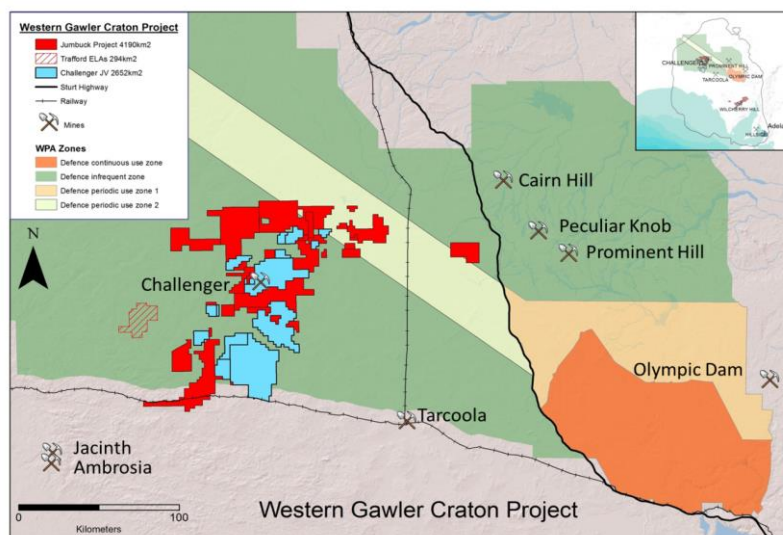 Western Gawler Craton Project
Jumbuck Project 4190km2
Trafford ELAs 294km2
Challenger JV 2652km2
Sturt Highway
Railway
Mines
WPA Zones
Defence continuous use zone
Defence infrequent zone
Defence periodic use zone 1
Defence periodic use zone 2
CHALLENGER
PROMINENT HILL
OLYMPIC DAM
TARCOOLA
WILCHERRY HILL
N
Cairn Hill
Peculiar Knob
Prominent Hill
Challenger
Olympic Dam
Tarcoola
Jacinth
Ambrosia
0
100
Kilometers
Western Gawler Craton Project